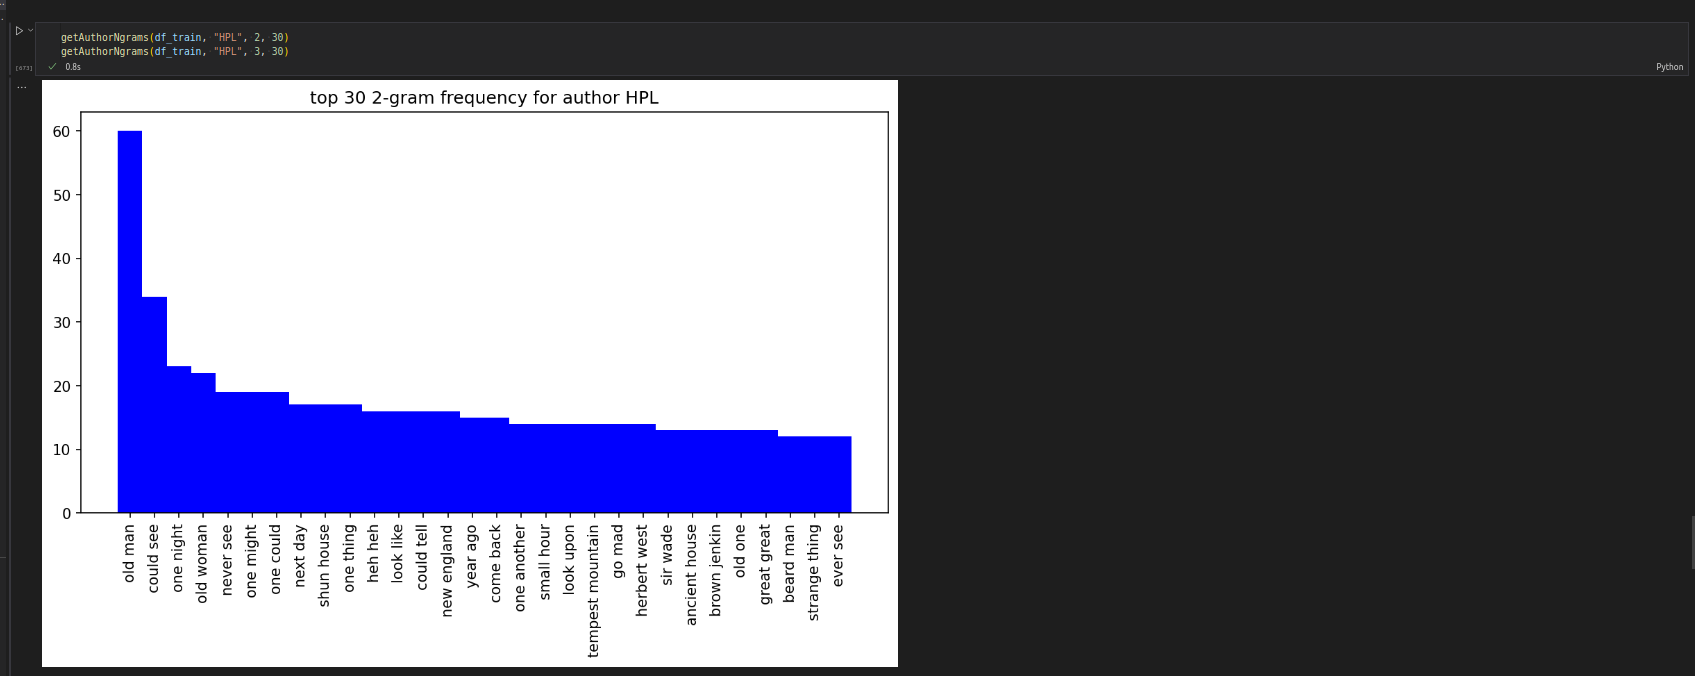 getAuthorNgrams(df_train, "HPL", 2, 30)
getAuthorNgrams(df_train, "HPL", 3, 30)
[673]
0.8s
Python
...
top 30 2-gram frequency for author HPL
60
50
40
30
20
10
0
old man
could see
one night
old woman
never see
one might
one could
next day
shun house
one thing
heh heh
look like
could tell
new england
year ago
come back
one another
small hour
look upon
tempest mountain
go mad
herbert west
sir wade
ancient house
brown jenkin
old one
great great
beard man
strange thing
ever see